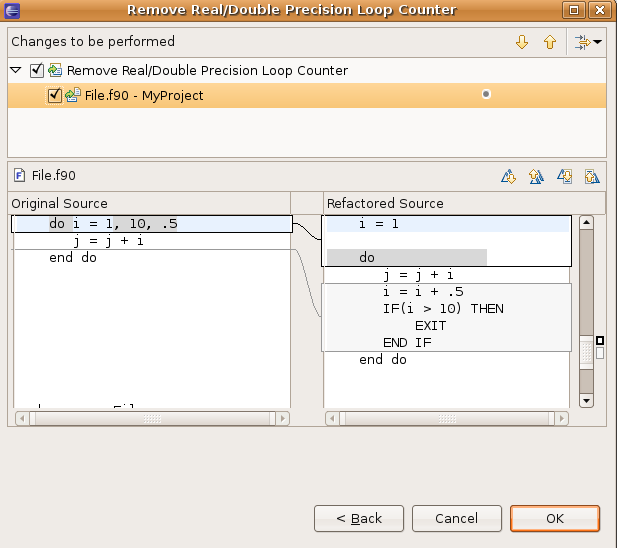 Remove Real/Double Precision Loop Counter
Changes to be performed
Remove Real/Double Precision Loop Counter
File.f90 - MyProject
File.f90
Original Source
do i = 1, 10, .5
j = j + i
end do
Refactored Source
i = 1
do
j = j + i
i = i + .5
IF(i > 10) THEN
EXIT
END IF
end do
< Back
Cancel
OK